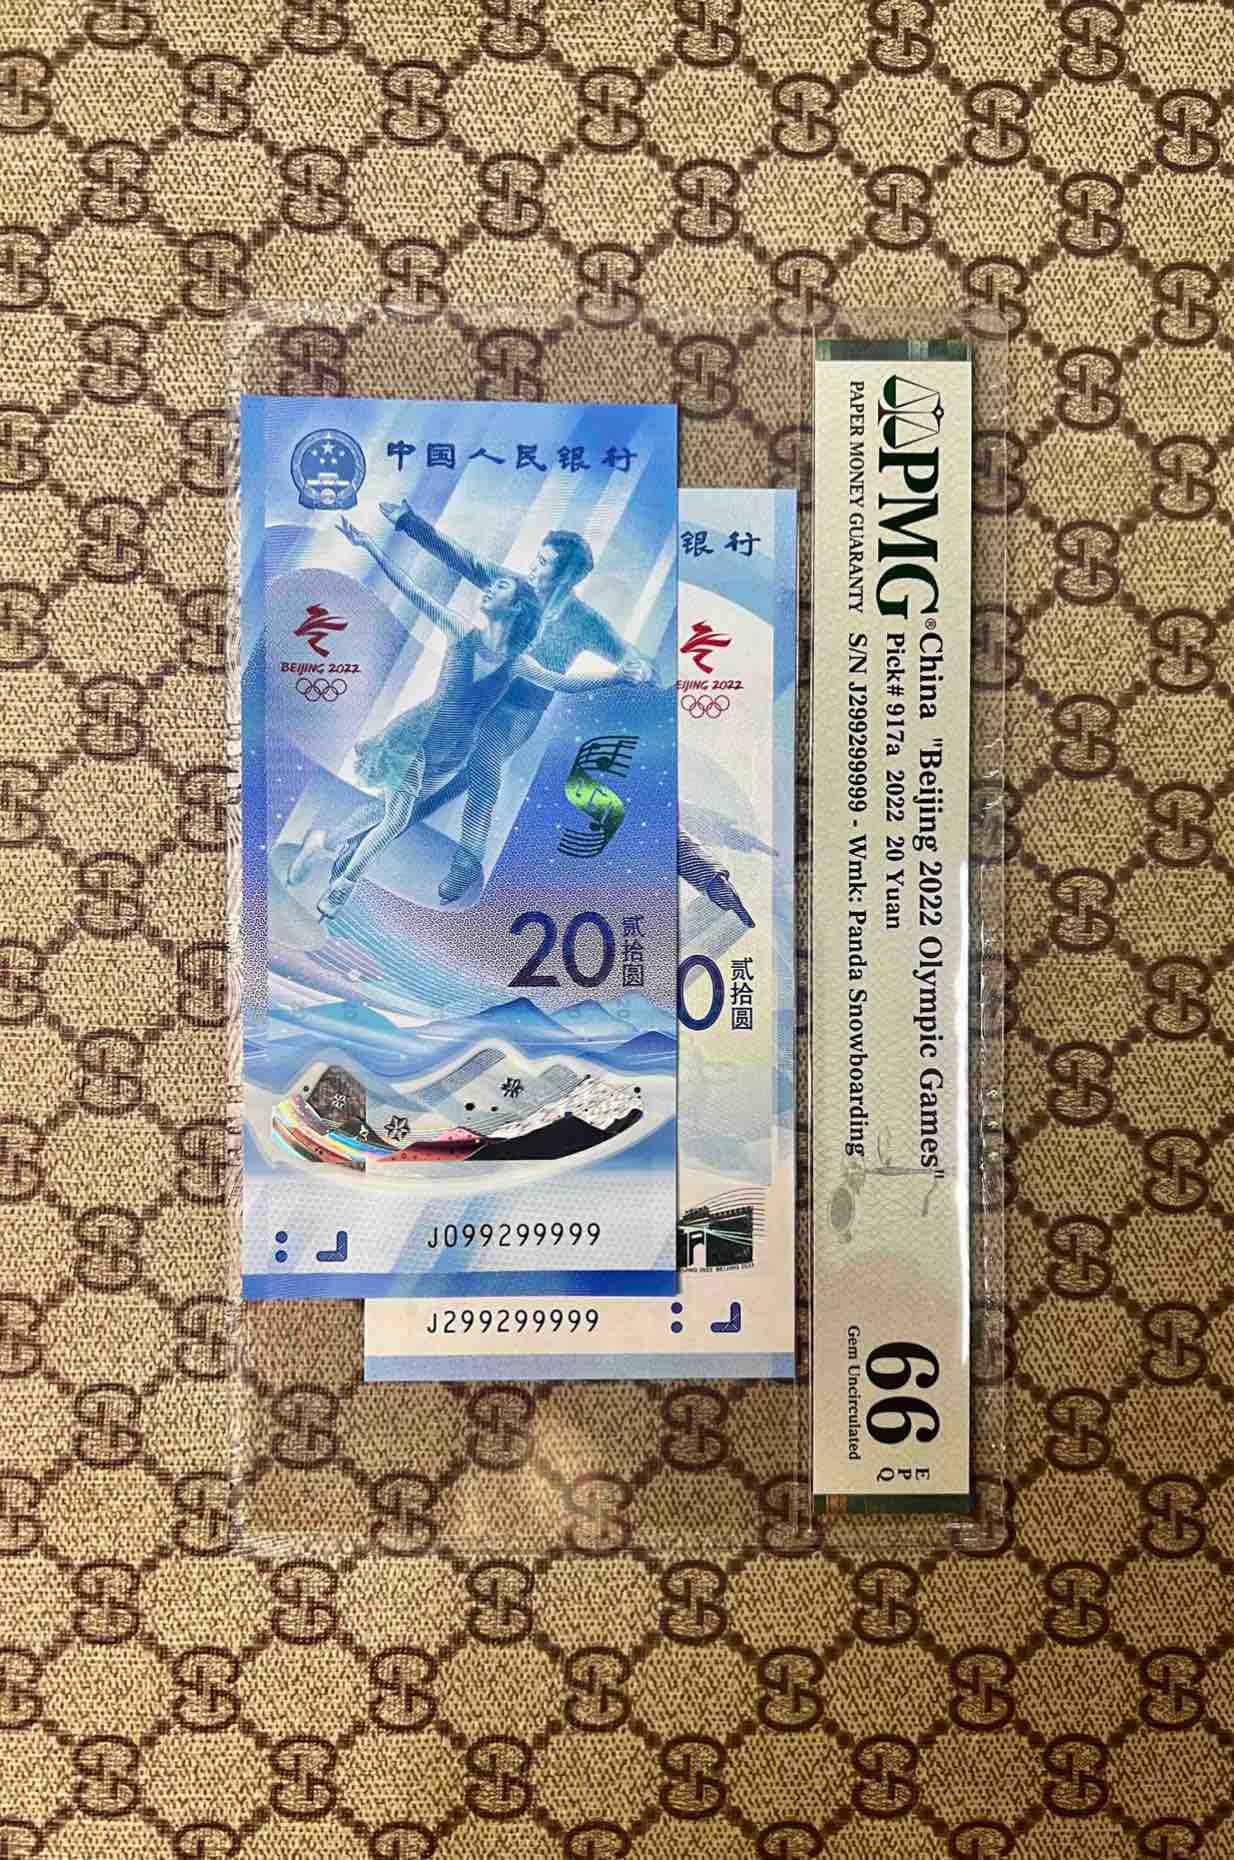 中国人民银行
BEIJING 2022
20 贰拾圆
J099299999
银行
EIJING 2022
0 贰拾圆
J299299999
PMG
PAPER MONEY GUARANTY
®China "Beijing 2022 Olympic Games"
Pick# 917a 2022 20 Yuan
S/N J299299999 - Wmk: Panda Snowboarding
66 EPQ
Gem Uncirculated